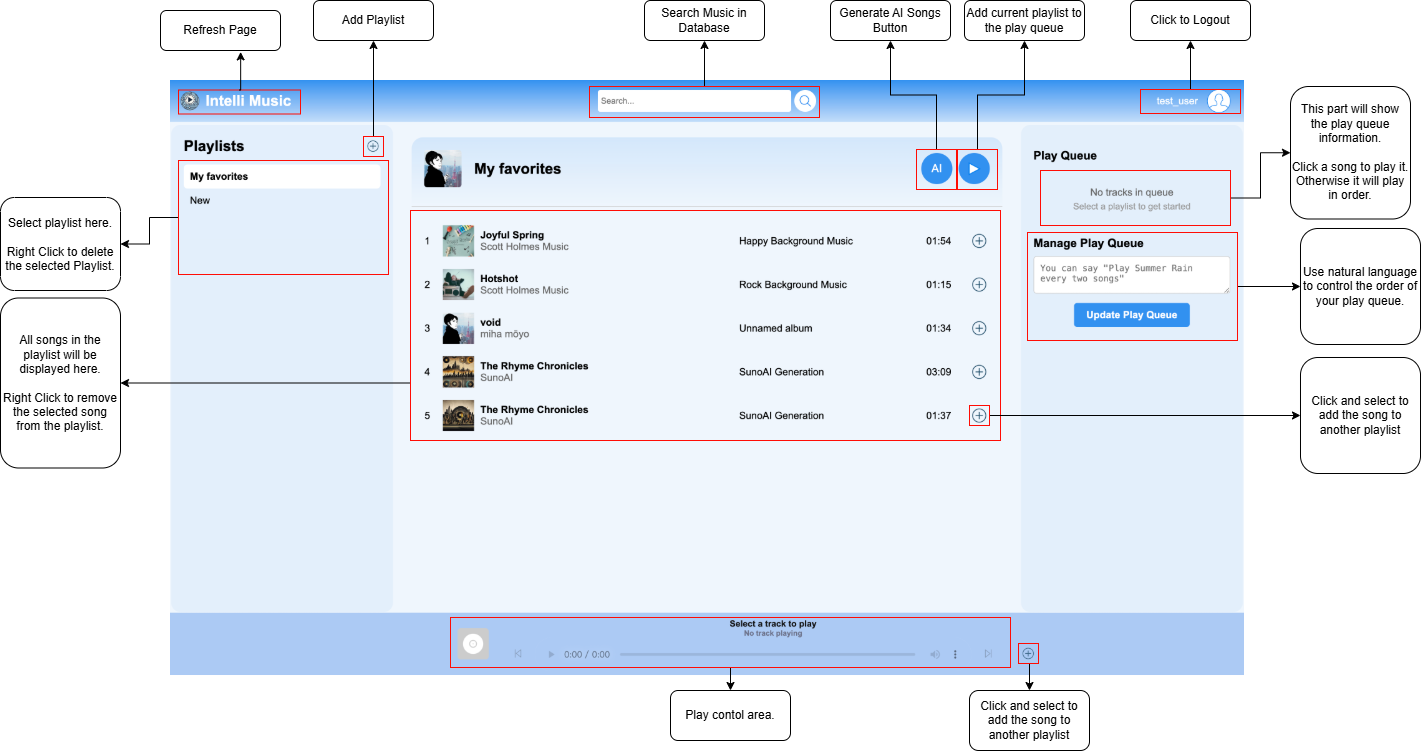 Refresh Page
Add Playlist
Search Music in
Database
Generate AI Songs
Button
Add current playlist to
the play queue
Click to Logout
Intelli Music
Search...
test_user
Playlists
My favorites
New
My favorites
AI
1
Joyful Spring
Scott Holmes Music
Happy Background Music
01:54
2
Hotshot
Scott Holmes Music
Rock Background Music
01:15
3
void
miha mōyo
Unnamed album
01:34
4
The Rhyme Chronicles
SunoAI
SunoAI Generation
03:09
5
The Rhyme Chronicles
SunoAI
SunoAI Generation
01:37
Play Queue
No tracks in queue
Select a playlist to get started
Manage Play Queue
You can say "Play Summer Rain
every two songs"
Update Play Queue
Select a track to play
No track playing
0:00 / 0:00
Select playlist here.
Right Click to delete
the selected Playlist.
All songs in the
playlist will be
displayed here.
Right Click to remove
the selected song
from the playlist.
This part will show
the play queue
information.
Click a song to play it.
Otherwise it will play
in order.
Use natural language
to control the order of
your play queue.
Click and select to
add the song to
another playlist
Play contol area.
Click and select to
add the song to
another playlist